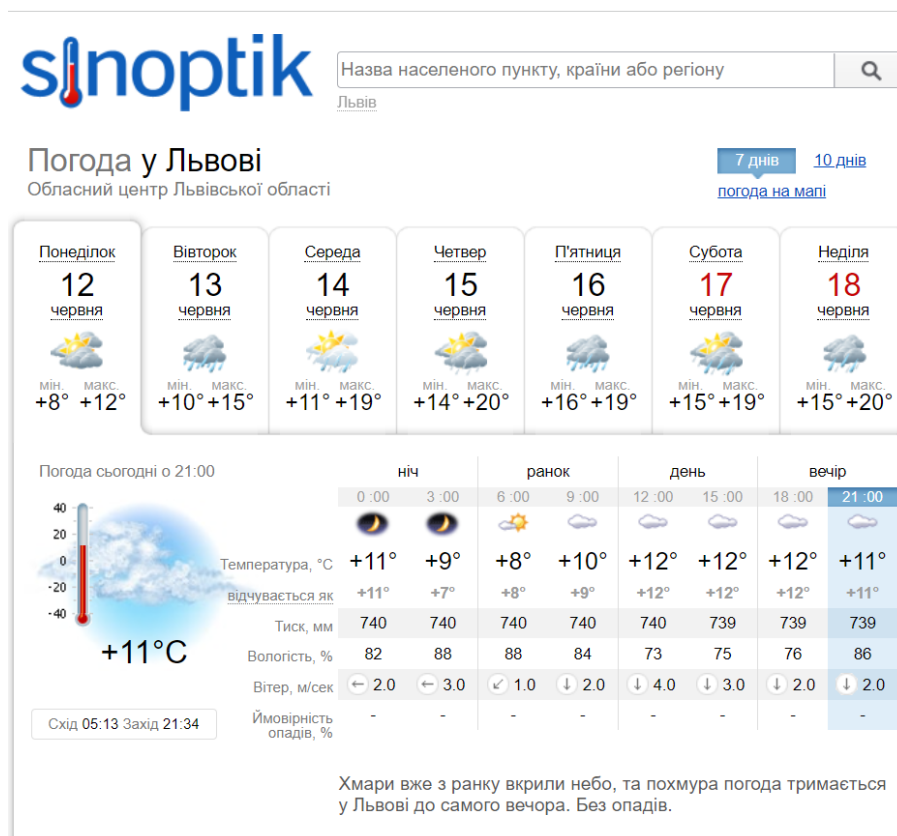 sinoptik
Назва населеного пункту, країни або регіону
Львів
Погода у Львові
Обласний центр Львівської області
7 днів 10 днів
погода на мапі
Понеділок Вівторок Середа Четвер П'ятниця Субота Неділя
12 13 14 15 16 17 18
червня червня червня червня червня червня червня
мін. макс. мін. макс. мін. макс. мін. макс. мін. макс. мін. макс. мін. макс.
+8° +12° +10° +15° +11° +19° +14° +20° +16° +19° +15° +19° +15° +20°
Погода сьогодні о 21:00
40
20
0
-20
-40
+11°C
Схід 05:13 Захід 21:34
ніч ранок день вечір
0 :00 3 :00 6 :00 9 :00 12 :00 15 :00 18 :00 21 :00
Температура, °C +11° +9° +8° +10° +12° +12° +12° +11°
відчувається як +11° +7° +8° +9° +12° +12° +12° +11°
Тиск, мм 740 740 740 740 740 739 739 739
Вологість, % 82 88 88 84 73 75 76 86
Вітер, м/сек 2.0 3.0 1.0 2.0 4.0 3.0 2.0 2.0
Ймовірність - - - - - - - -
опадів, %
Хмари вже з ранку вкрили небо, та похмура погода тримається
у Львові до самого вечора. Без опадів.